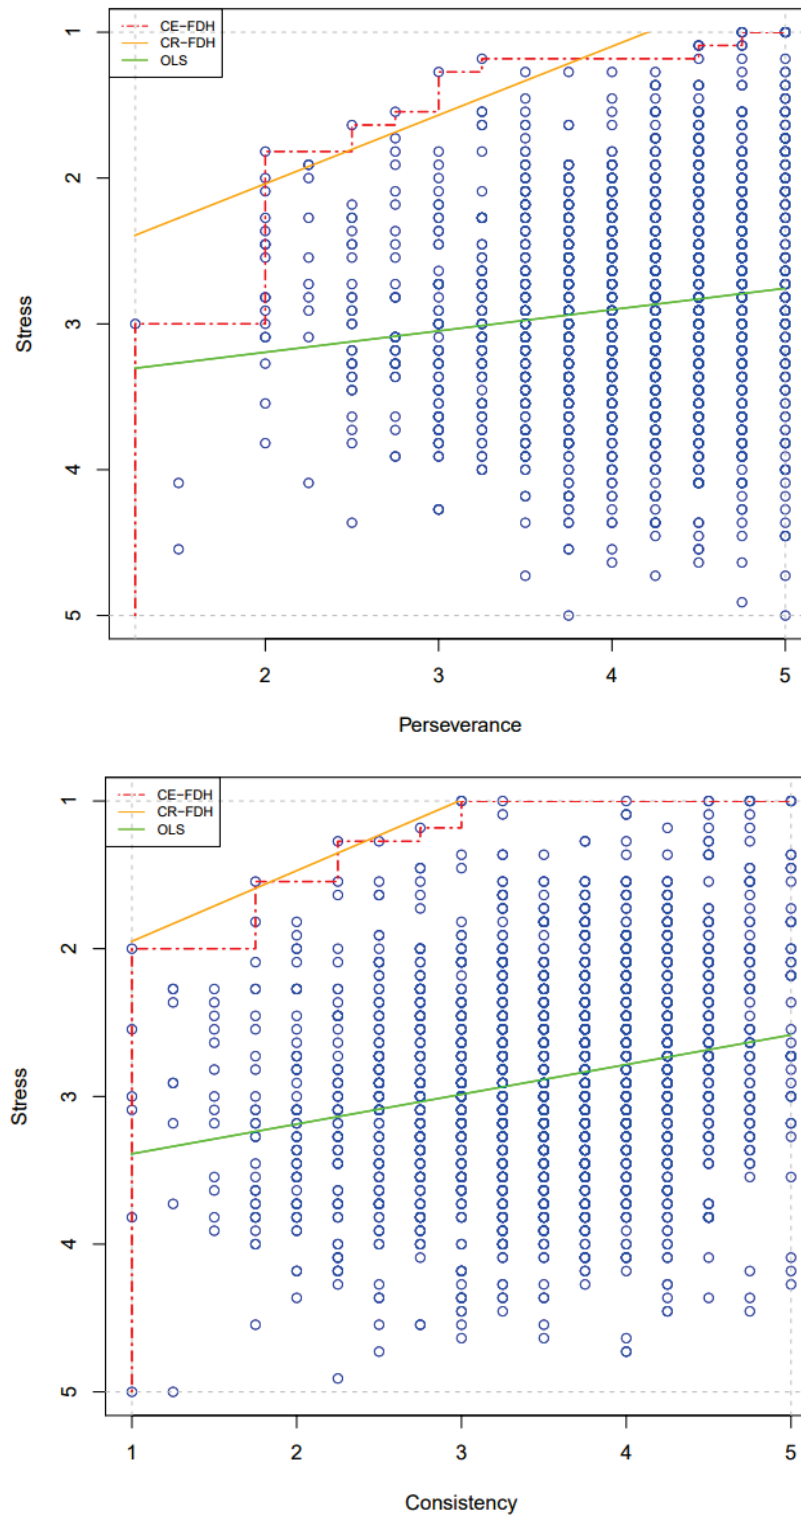 CE-FDH
CR-FDH
OLS
1
2
3
4
5
Stress
2
3
4
5
Perseverance
CE-FDH
CR-FDH
OLS
1
2
3
4
5
Stress
1
2
3
4
5
Consistency